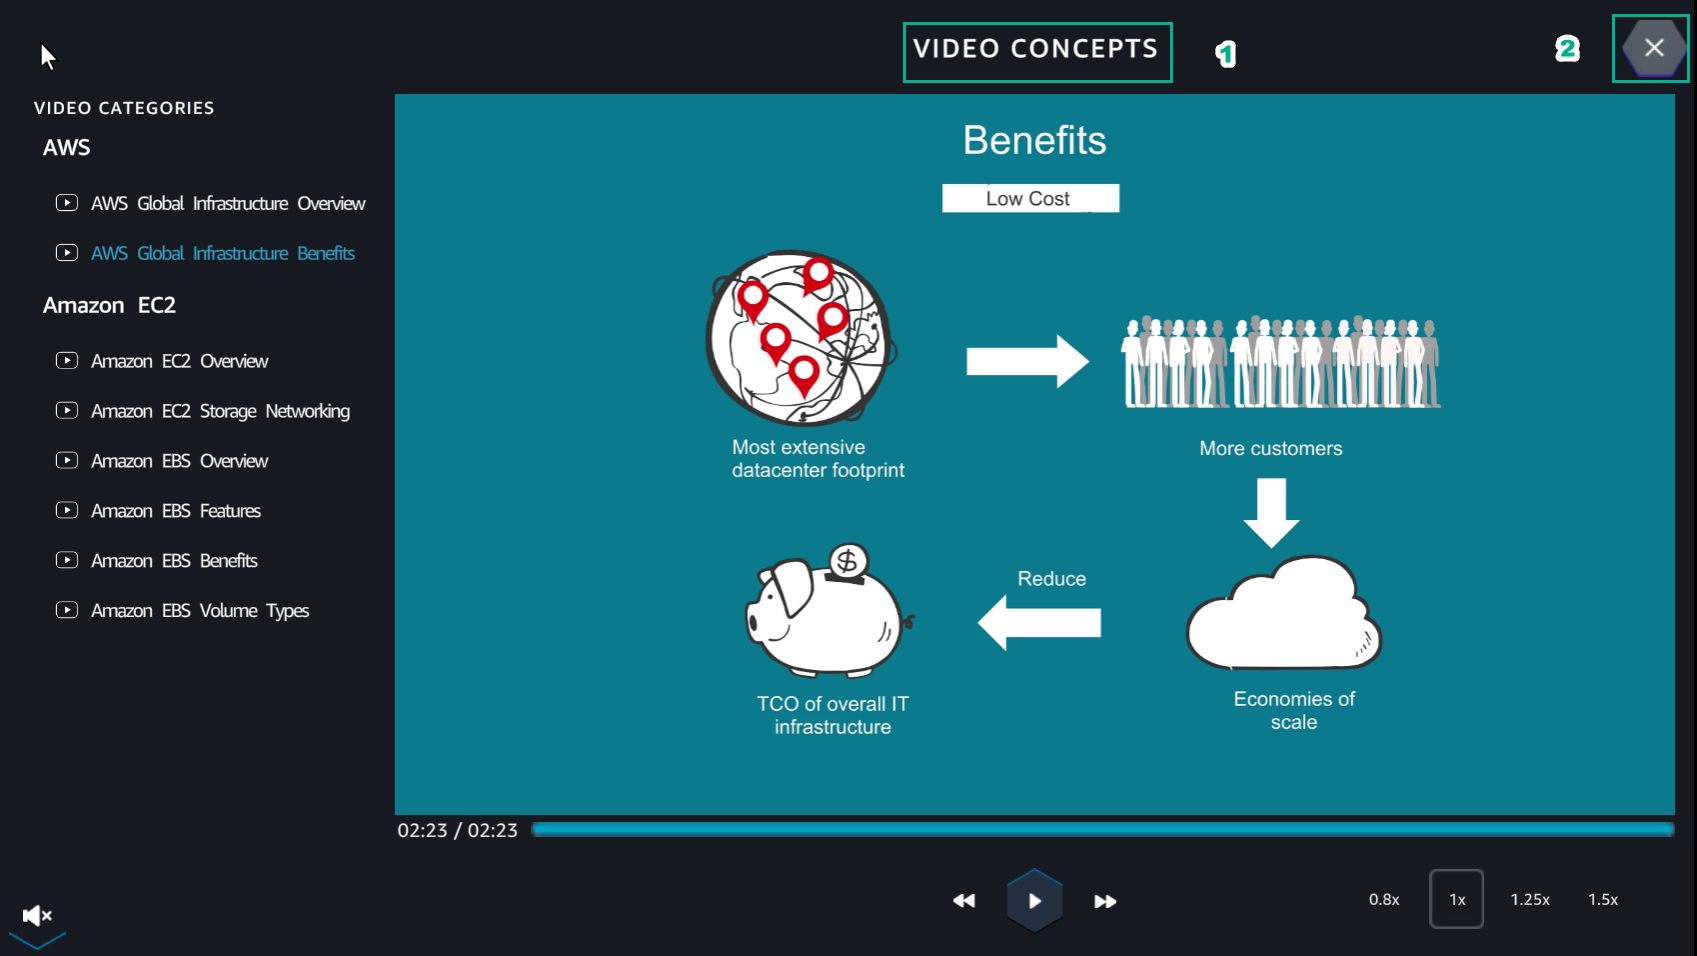 VIDEO CONCEPTS
1
2
VIDEO CATEGORIES
AWS
AWS Global Infrastructure Overview
AWS Global Infrastructure Benefits
Amazon EC2
Amazon EC2 Overview
Amazon EC2 Storage Networking
Amazon EBS Overview
Amazon EBS Features
Amazon EBS Benefits
Amazon EBS Volume Types
Benefits
Low Cost
Most extensive
datacenter footprint
More customers
$
Reduce
TCO of overall IT
infrastructure
Economies of
scale
02:23 / 02:23
0.8x
1x
1.25x
1.5x